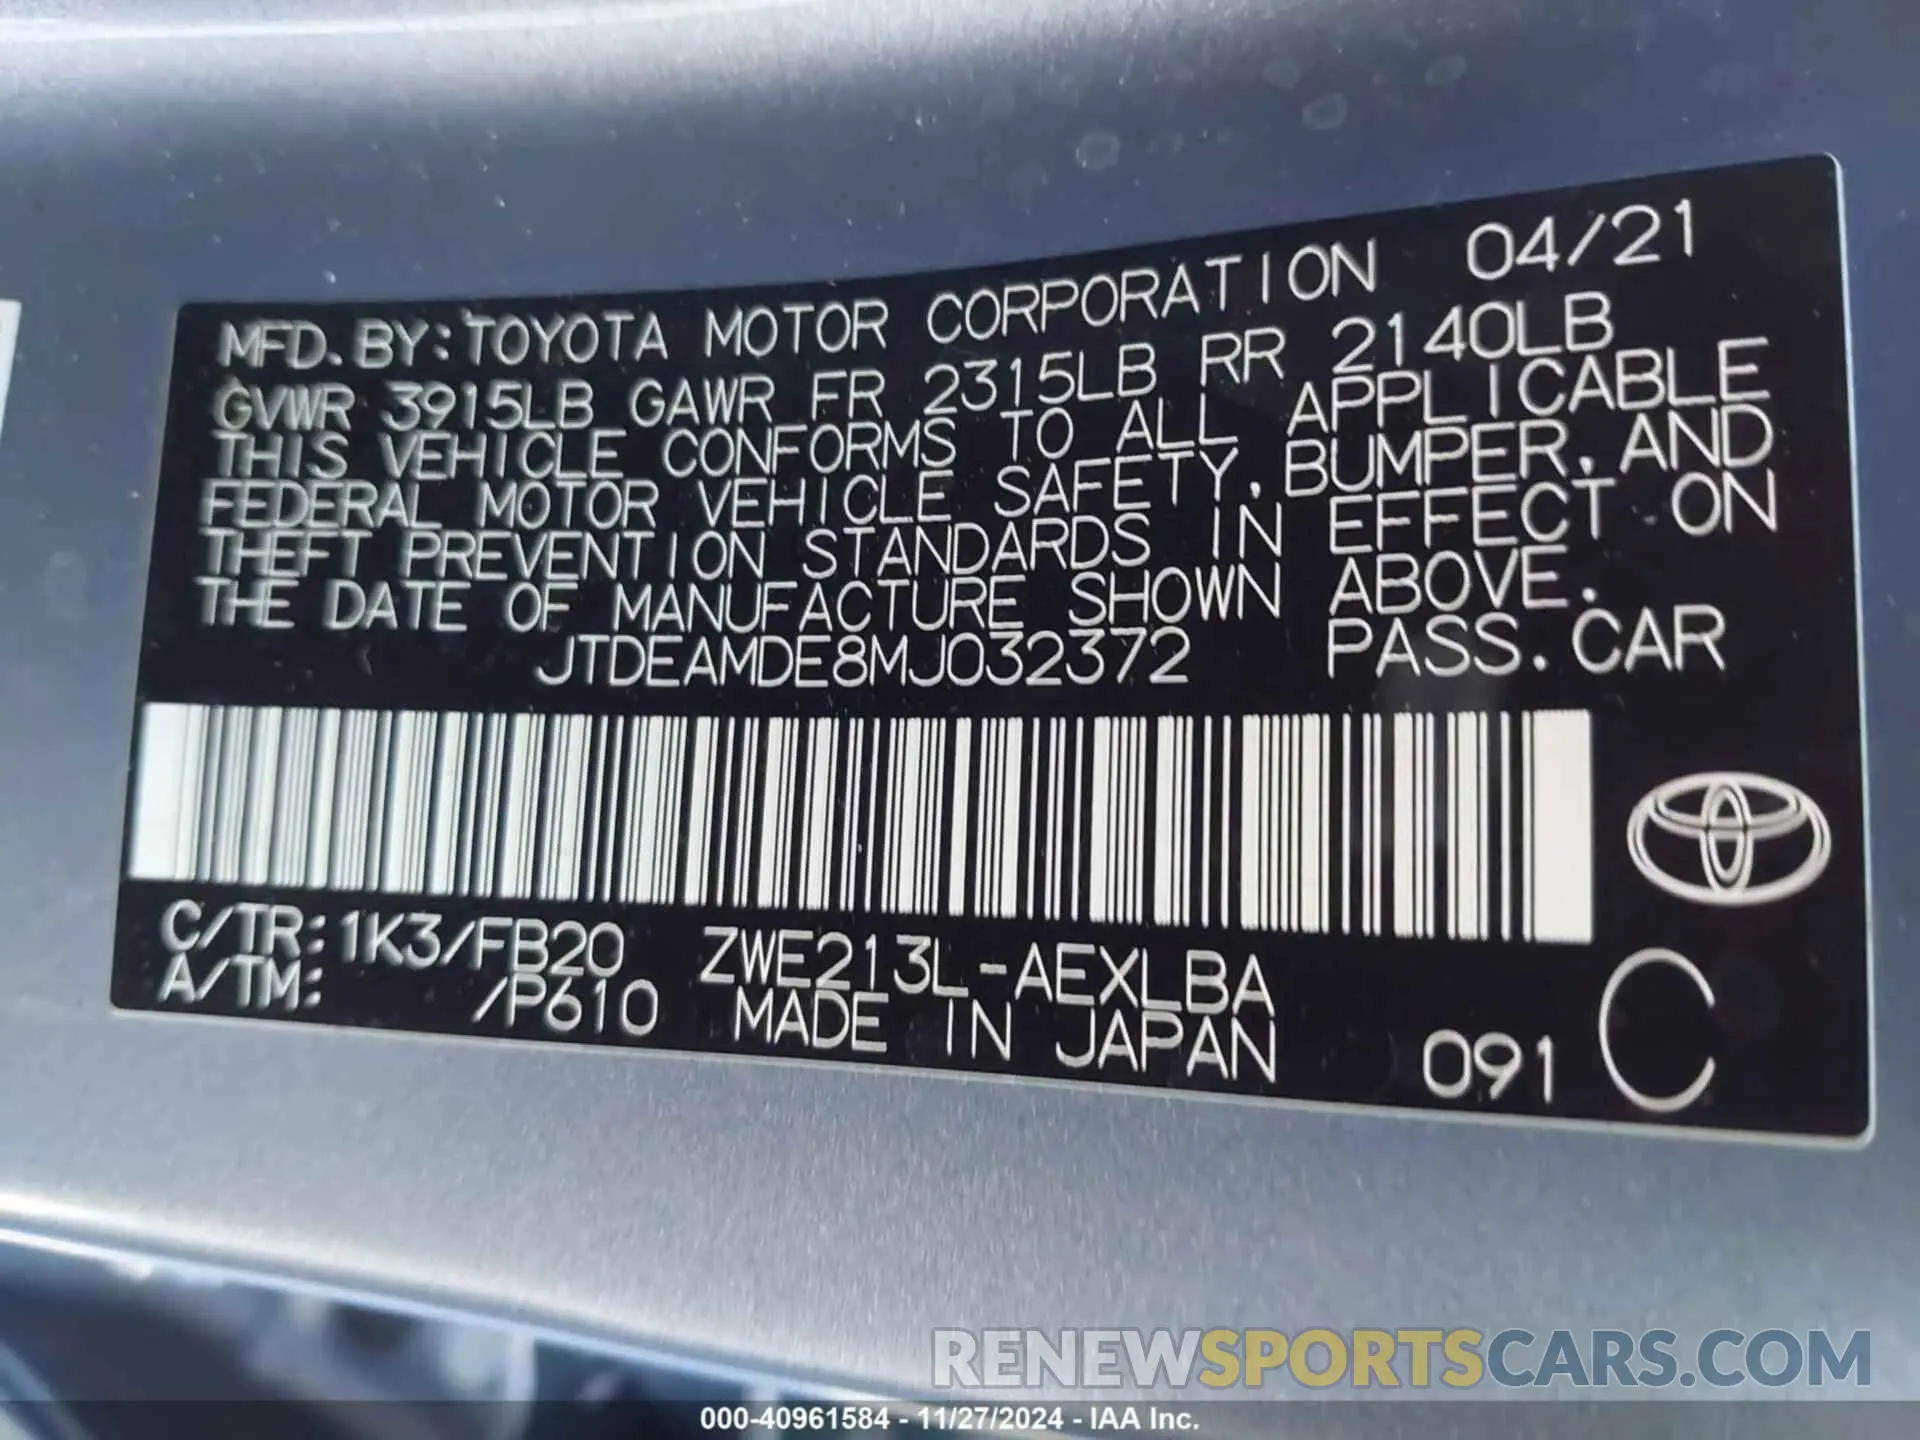 MFD. BY: TOYOTA MOTOR CORPORATION 04/21
GVWR 3915LB GAWR FR 2315LB RR 2140LB
THIS VEHICLE CONFORMS TO ALL APPLICABLE
FEDERAL MOTOR VEHICLE SAFETY, BUMPER, AND
THEFT PREVENTION STANDARDS IN EFFECT ON
THE DATE OF MANUFACTURE SHOWN ABOVE.
JTDEAMDE8MJ032372 PASS. CAR
C/TR: 1K3/FB20 ZWE213L-AEXLBA
A/TM: /P610 MADE IN JAPAN 091 C
RENEWSPORTSCARS.COM
000-40961584 - 11/27/2024 - IAA Inc.